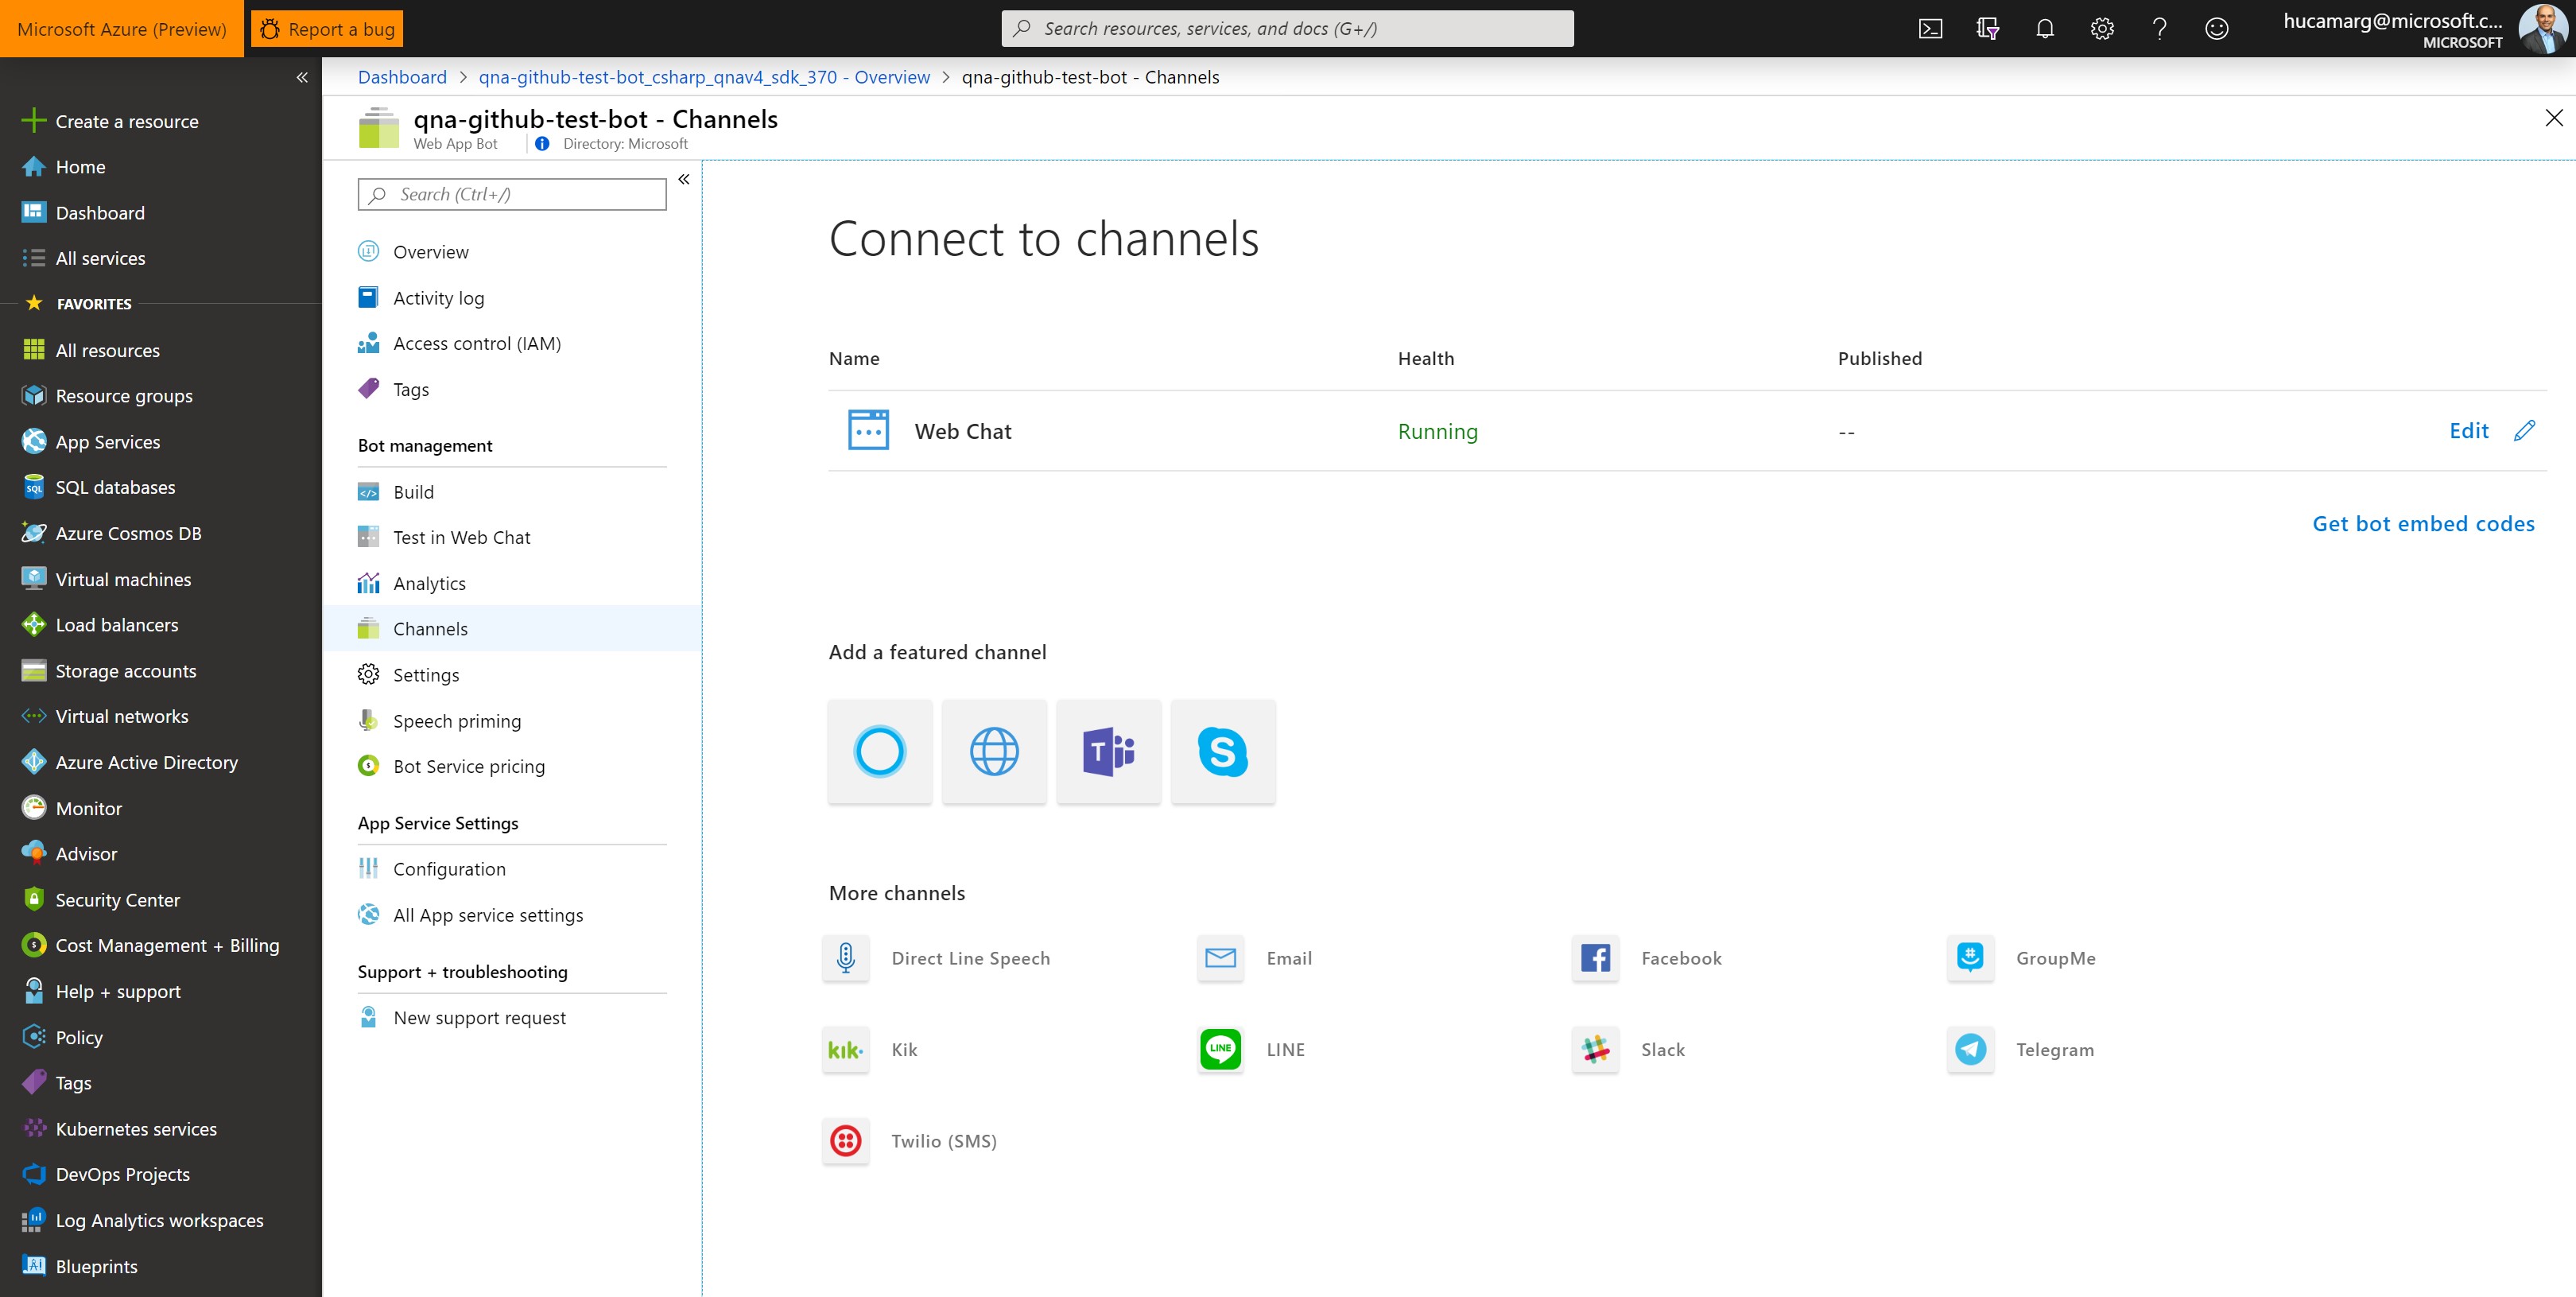 Microsoft Azure (Preview)
Report a bug
Search resources, services, and docs (G+/)
hucamarg@microsoft.c...
MICROSOFT
Dashboard > qna-github-test-bot_csharp_qnav4_sdk_370 - Overview > qna-github-test-bot - Channels
qna-github-test-bot - Channels
Web App Bot
Directory: Microsoft
Create a resource
Home
Dashboard
All services
FAVORITES
All resources
Resource groups
App Services
SQL databases
Azure Cosmos DB
Virtual machines
Load balancers
Storage accounts
Virtual networks
Azure Active Directory
Monitor
Advisor
Security Center
Cost Management + Billing
Help + support
Policy
Tags
Kubernetes services
DevOps Projects
Log Analytics workspaces
Blueprints
Search (Ctrl+/)
Overview
Activity log
Access control (IAM)
Tags
Bot management
Build
Test in Web Chat
Analytics
Channels
Settings
Speech priming
Bot Service pricing
App Service Settings
Configuration
All App service settings
Support + troubleshooting
New support request
Connect to channels
Name Health Published
Web Chat Running -- Edit
Get bot embed codes
Add a featured channel
More channels
Direct Line Speech
Email
Facebook
GroupMe
kik.
Kik
LINE
LINE
Slack
Telegram
Twilio (SMS)